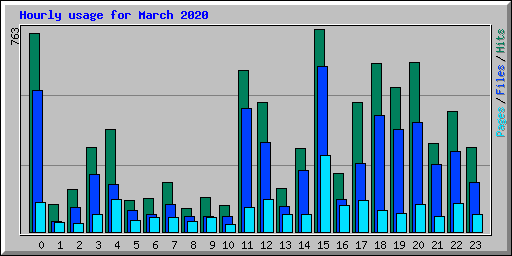 Hourly usage for March 2020
763
Pages/Files/Hits
0 1 2 3 4 5 6 7 8 9 10 11 12 13 14 15 16 17 18 19 20 21 22 23